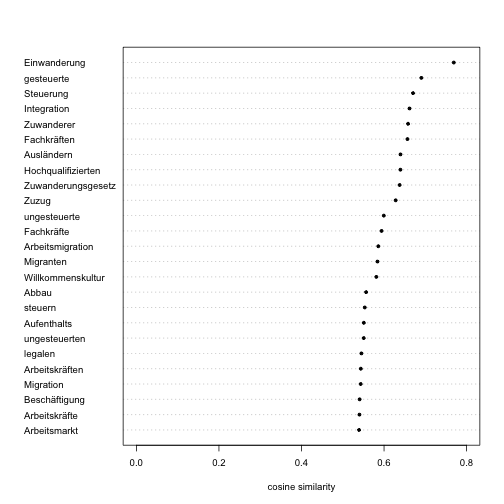 Einwanderung
gesteuerte
Steuerung
Integration
Zuwanderer
Fachkräften
Ausländern
Hochqualifizierten
Zuwanderungsgesetz
Zuzug
ungesteuerte
Fachkräfte
Arbeitsmigration
Migranten
Willkommenskultur
Abbau
steuern
Aufenthalts
ungesteuerten
legalen
Arbeitskräften
Migration
Beschäftigung
Arbeitskräfte
Arbeitsmarkt
0.0 0.2 0.4 0.6 0.8
cosine similarity